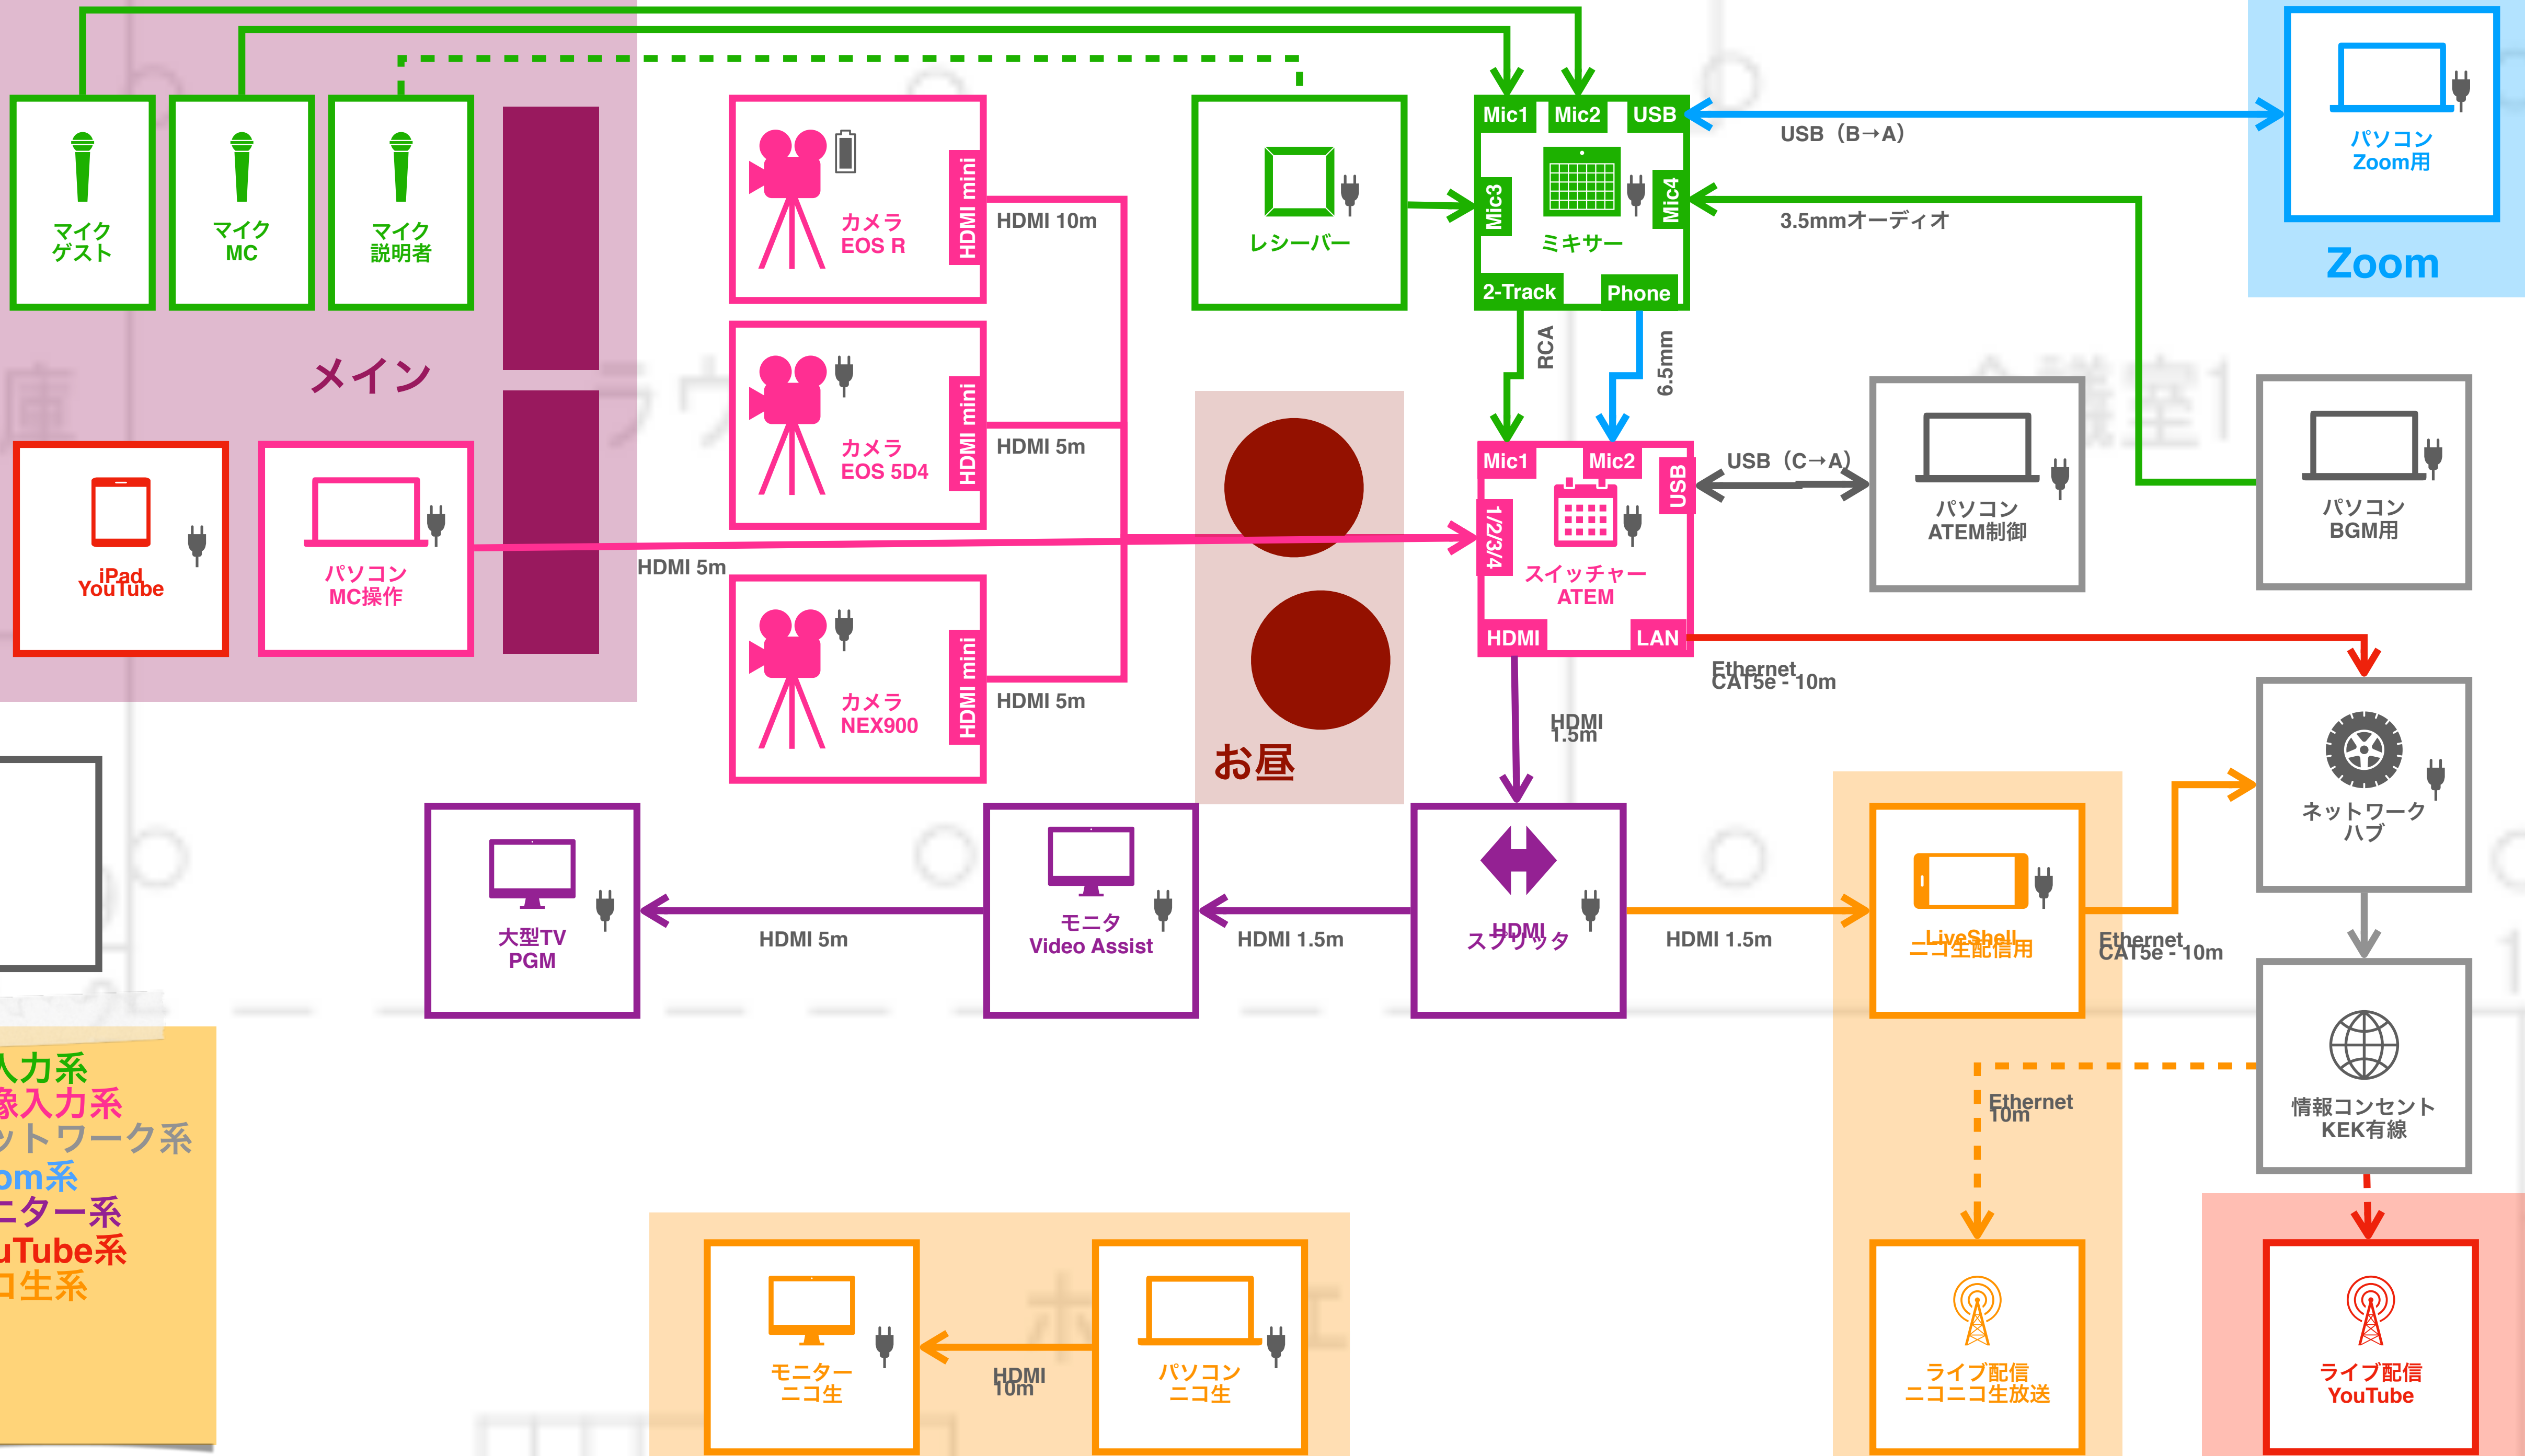 Mic1
Mic2
USB
USB（B→A）
パソコン
Zoom用
Zoom
マイク
ゲスト
マイク
MC
マイク
説明者
カメラ
EOS R
HDMI mini
HDMI 10m
レシーバー
Mic3
Mic4
ミキサー
2-Track
Phone
3.5mmオーディオ
メイン
カメラ
EOS 5D4
HDMI mini
HDMI 5m
RCA
6.5mm
Mic1
Mic2
USB
USB（C→A）
1/2/3/4
スイッチャー
ATEM
HDMI
LAN
パソコン
ATEM制御
パソコン
BGM用
会議室1
iPad
YouTube
パソコン
MC操作
HDMI 5m
カメラ
NEX900
HDMI mini
HDMI 5m
お昼
HDMI
1.5m
Ethernet
CAT5e - 10m
ネットワーク
ハブ
大型TV
PGM
HDMI 5m
モニタ
Video Assist
HDMI 1.5m
HDMI
スプリッタ
HDMI 1.5m
LiveShell
ニコ生配信用
Ethernet
CAT5e - 10m
情報コンセント
KEK有線
Ethernet
10m
入力系
像入力系
ットワーク系
om系
ニター系
uTube系
コ生系
モニター
ニコ生
HDMI
10m
パソコン
ニコ生
ライブ配信
ニコニコ生放送
ライブ配信
YouTube